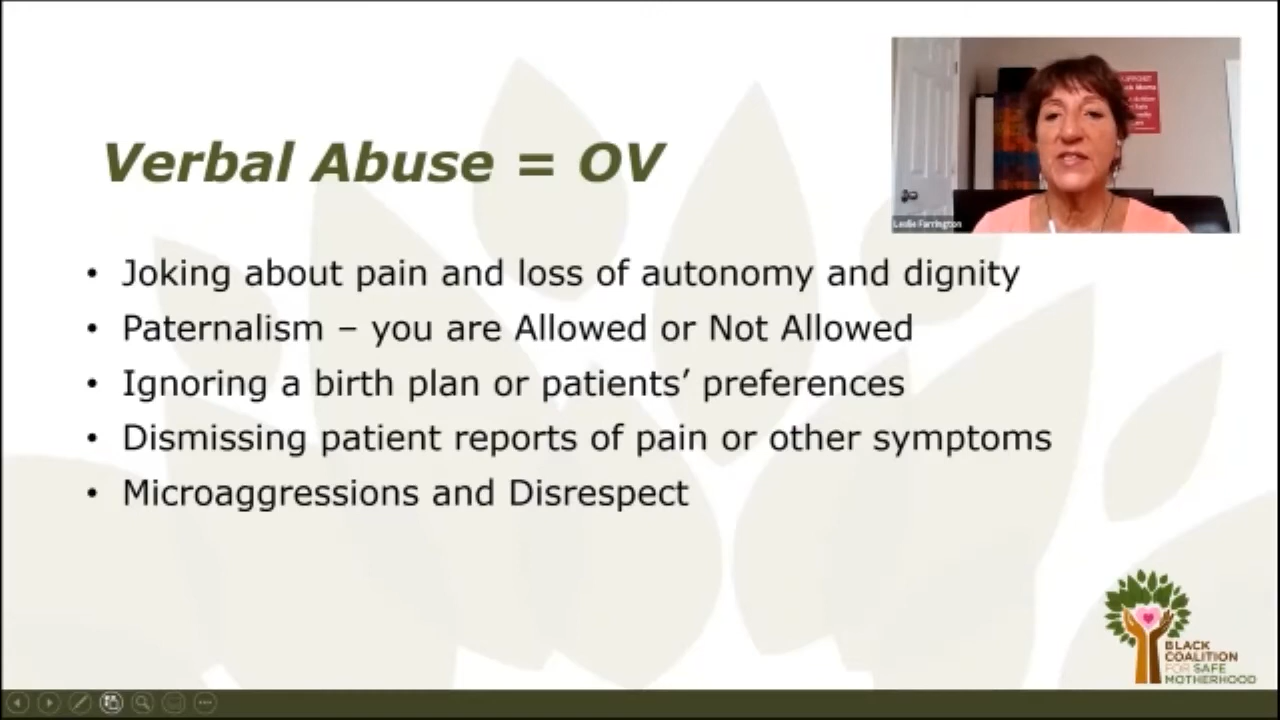 Verbal Abuse = OV
Leslie Farrington
• Joking about pain and loss of autonomy and dignity
• Paternalism – you are Allowed or Not Allowed
• Ignoring a birth plan or patients’ preferences
• Dismissing patient reports of pain or other symptoms
• Microaggressions and Disrespect
BLACK
COALITION
FOR SAFE
MOTHERHOOD